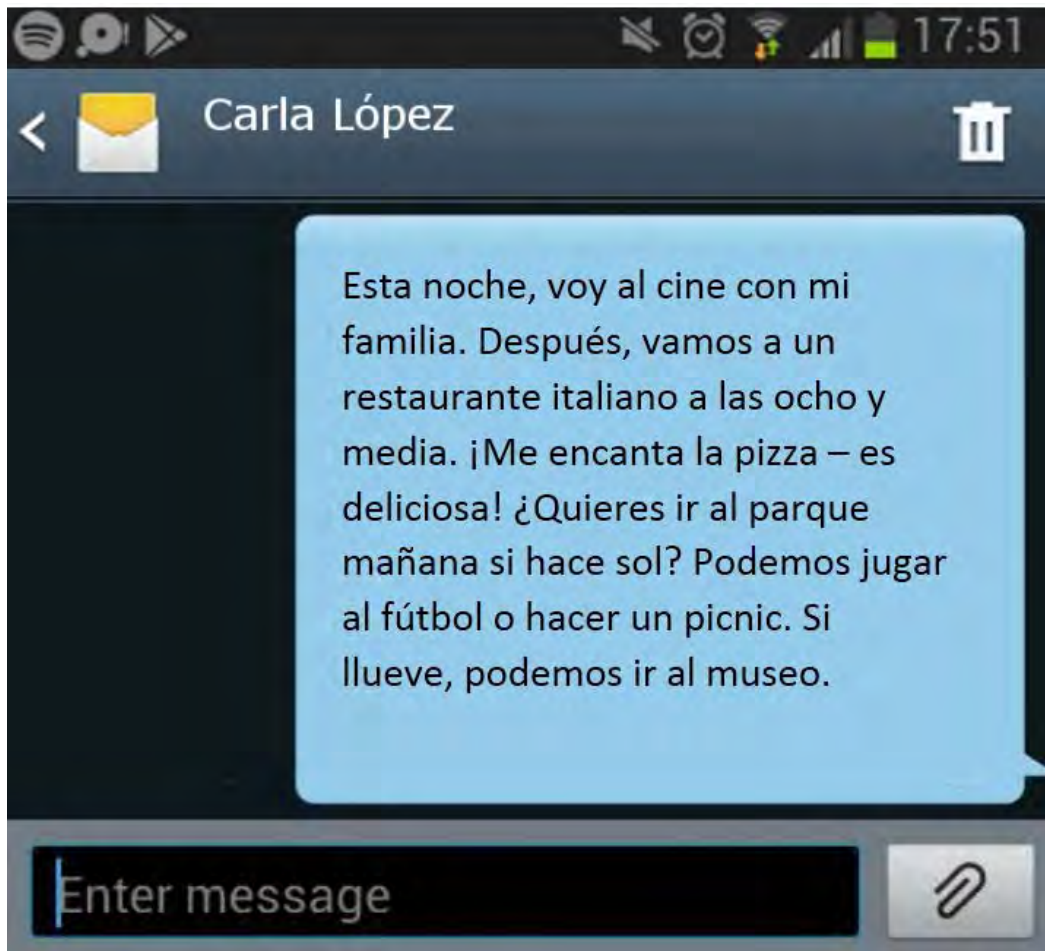 17:51
Carla López
Esta noche, voy al cine con mi
familia. Después, vamos a un
restaurante italiano a las ocho y
media. ¡Me encanta la pizza – es
deliciosa! ¿Quieres ir al parque
mañana si hace sol? Podemos jugar
al fútbol o hacer un picnic. Si
llueve, podemos ir al museo.
Enter message